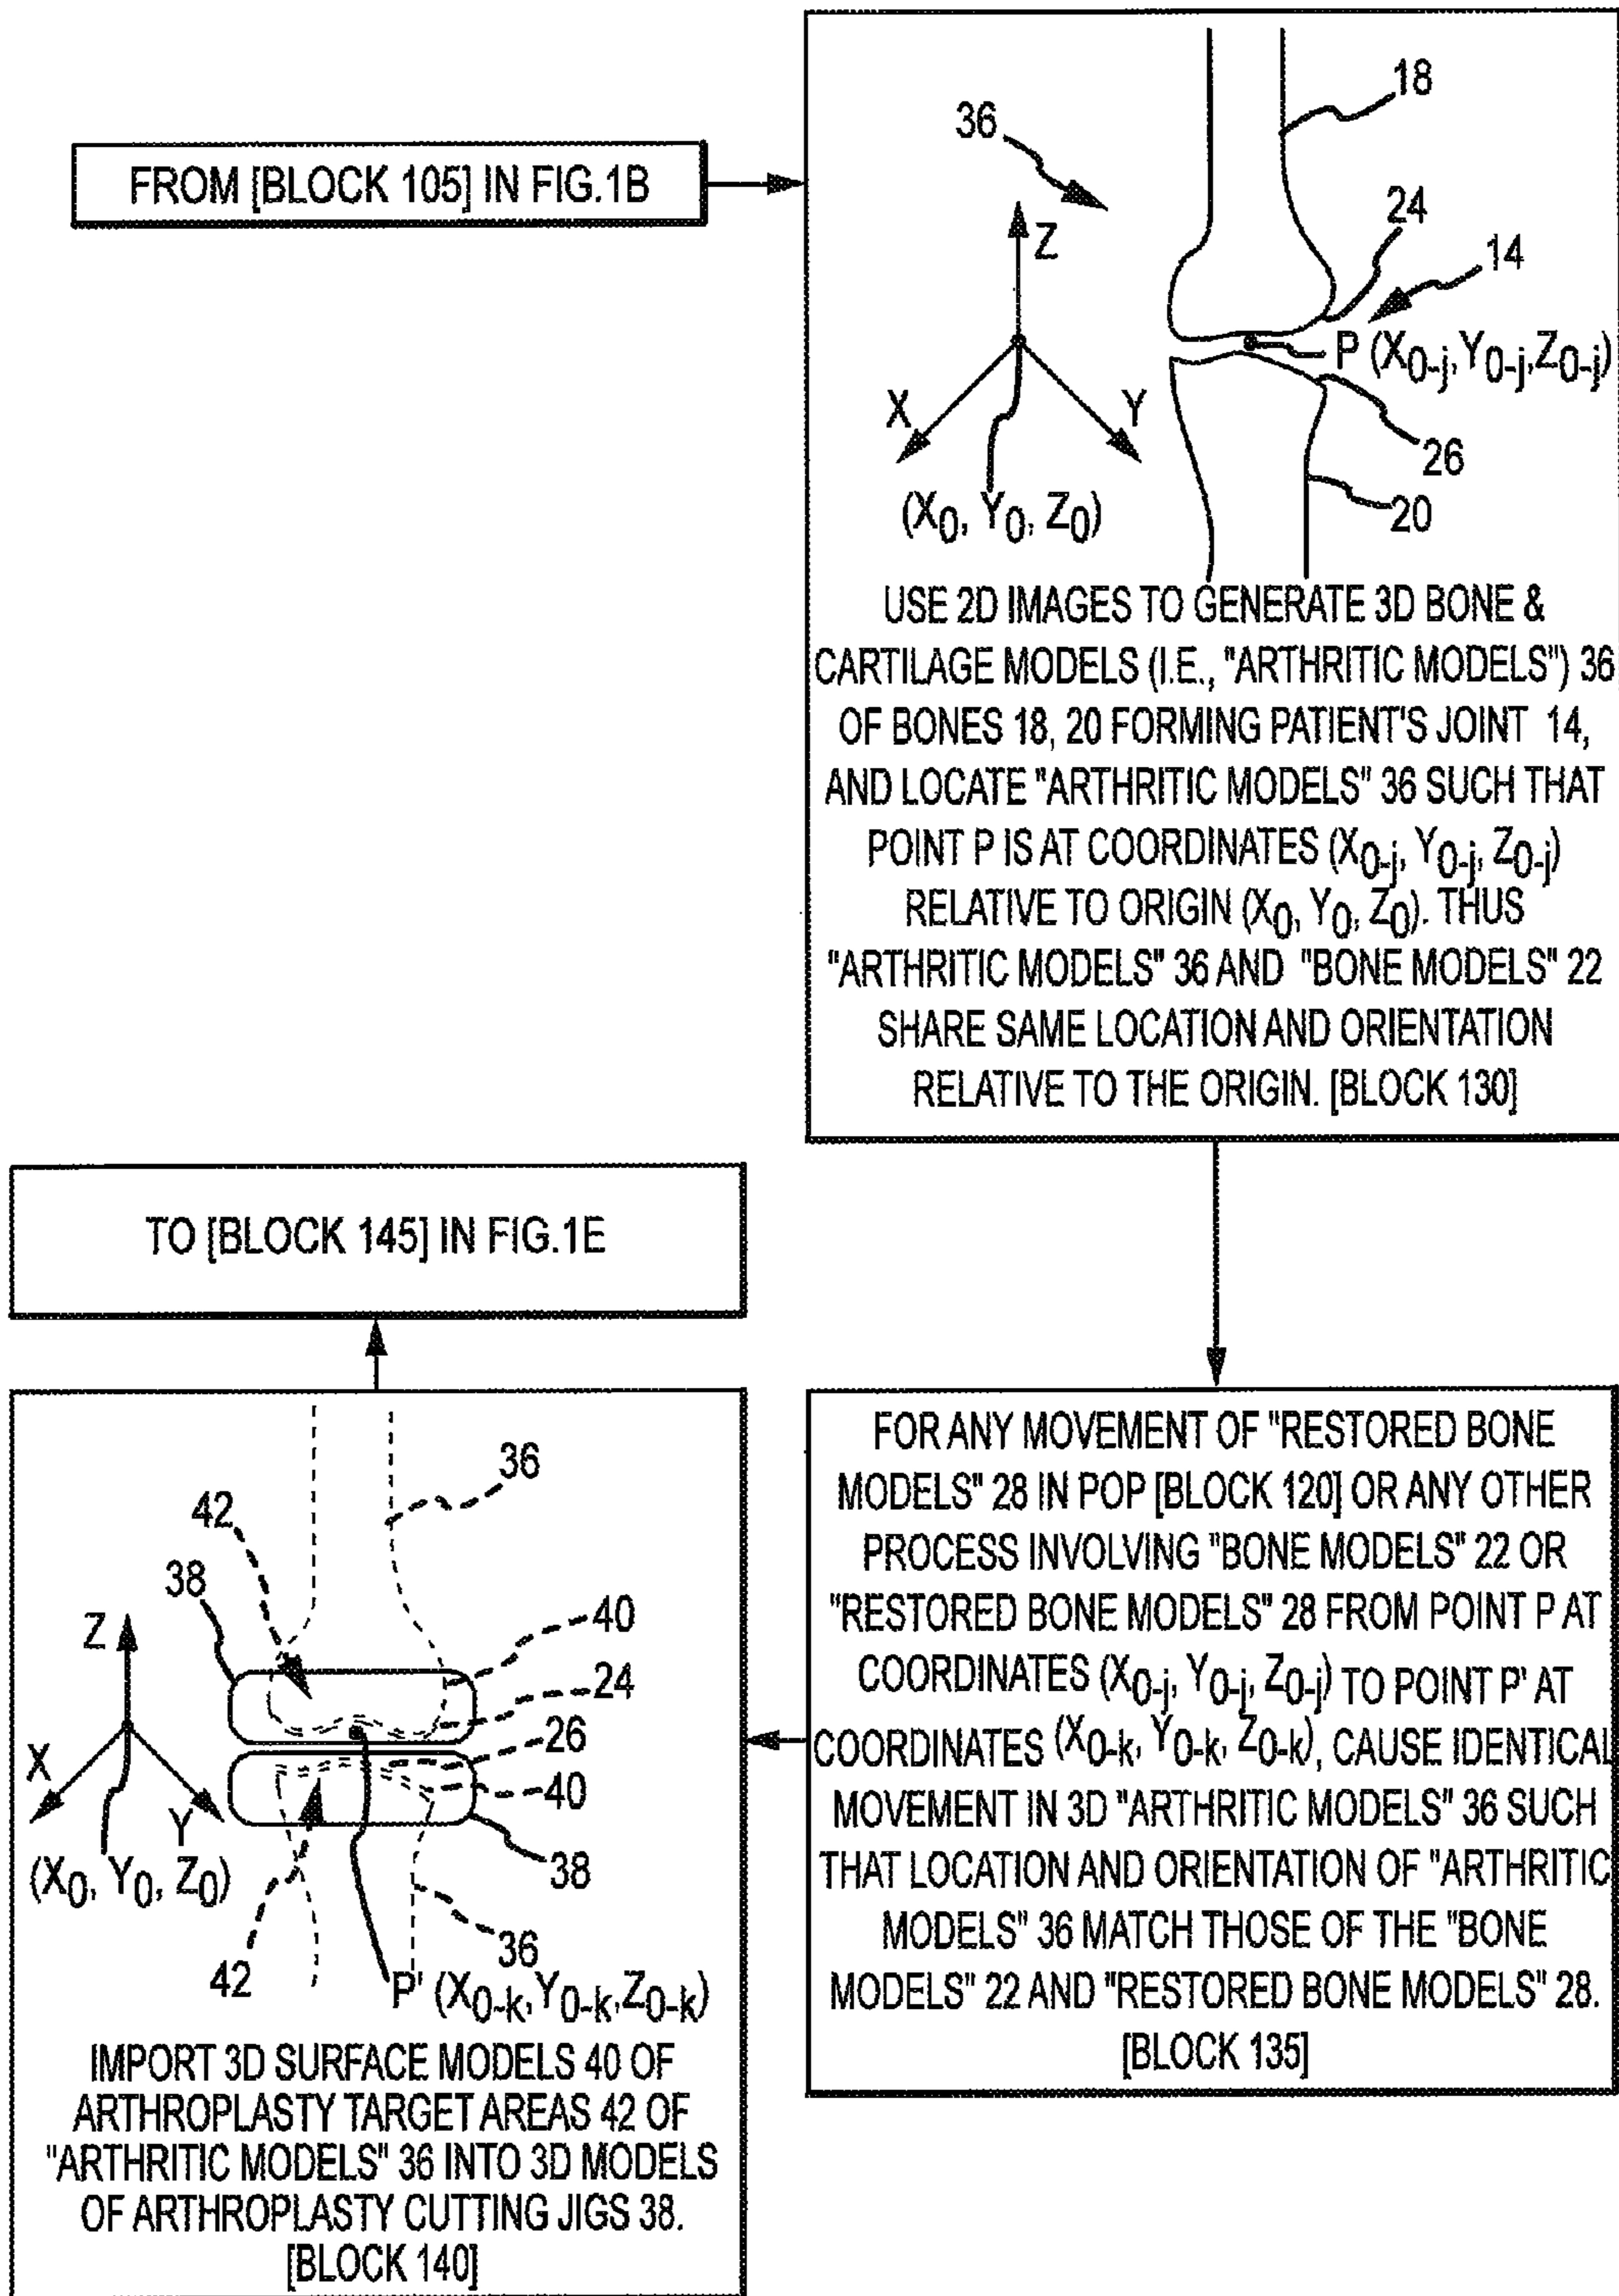 FROM [BLOCK 105] IN FIG.1B
36
18
24
14
Z
P (X0-j,Y0-j,Z0-j)
X
Y
26
(X0, Y0, Z0)
20
USE 2D IMAGES TO GENERATE 3D BONE &
CARTILAGE MODELS (I.E., "ARTHRITIC MODELS") 36
OF BONES 18, 20 FORMING PATIENT'S JOINT 14,
AND LOCATE "ARTHRITIC MODELS" 36 SUCH THAT
POINT P IS AT COORDINATES (X0-j, Y0-j, Z0-j)
RELATIVE TO ORIGIN (X0, Y0, Z0). THUS
"ARTHRITIC MODELS" 36 AND "BONE MODELS" 22
SHARE SAME LOCATION AND ORIENTATION
RELATIVE TO THE ORIGIN. [BLOCK 130]
FOR ANY MOVEMENT OF "RESTORED BONE
MODELS" 28 IN POP [BLOCK 120] OR ANY OTHER
PROCESS INVOLVING "BONE MODELS" 22 OR
"RESTORED BONE MODELS" 28 FROM POINT P AT
COORDINATES (X0-j, Y0-j, Z0-j) TO POINT P' AT
COORDINATES (X0-k, Y0-k, Z0-k), CAUSE IDENTICAL
MOVEMENT IN 3D "ARTHRITIC MODELS" 36 SUCH
THAT LOCATION AND ORIENTATION OF "ARTHRITIC
MODELS" 36 MATCH THOSE OF THE "BONE
MODELS" 22 AND "RESTORED BONE MODELS" 28.
[BLOCK 135]
36
42
38
40
Z
24
26
X
40
Y
38
(X0, Y0, Z0)
36
42
P' (X0-k,Y0-k,Z0-k)
IMPORT 3D SURFACE MODELS 40 OF
ARTHROPLASTY TARGET AREAS 42 OF
"ARTHRITIC MODELS" 36 INTO 3D MODELS
OF ARTHROPLASTY CUTTING JIGS 38.
[BLOCK 140]
TO [BLOCK 145] IN FIG.1E